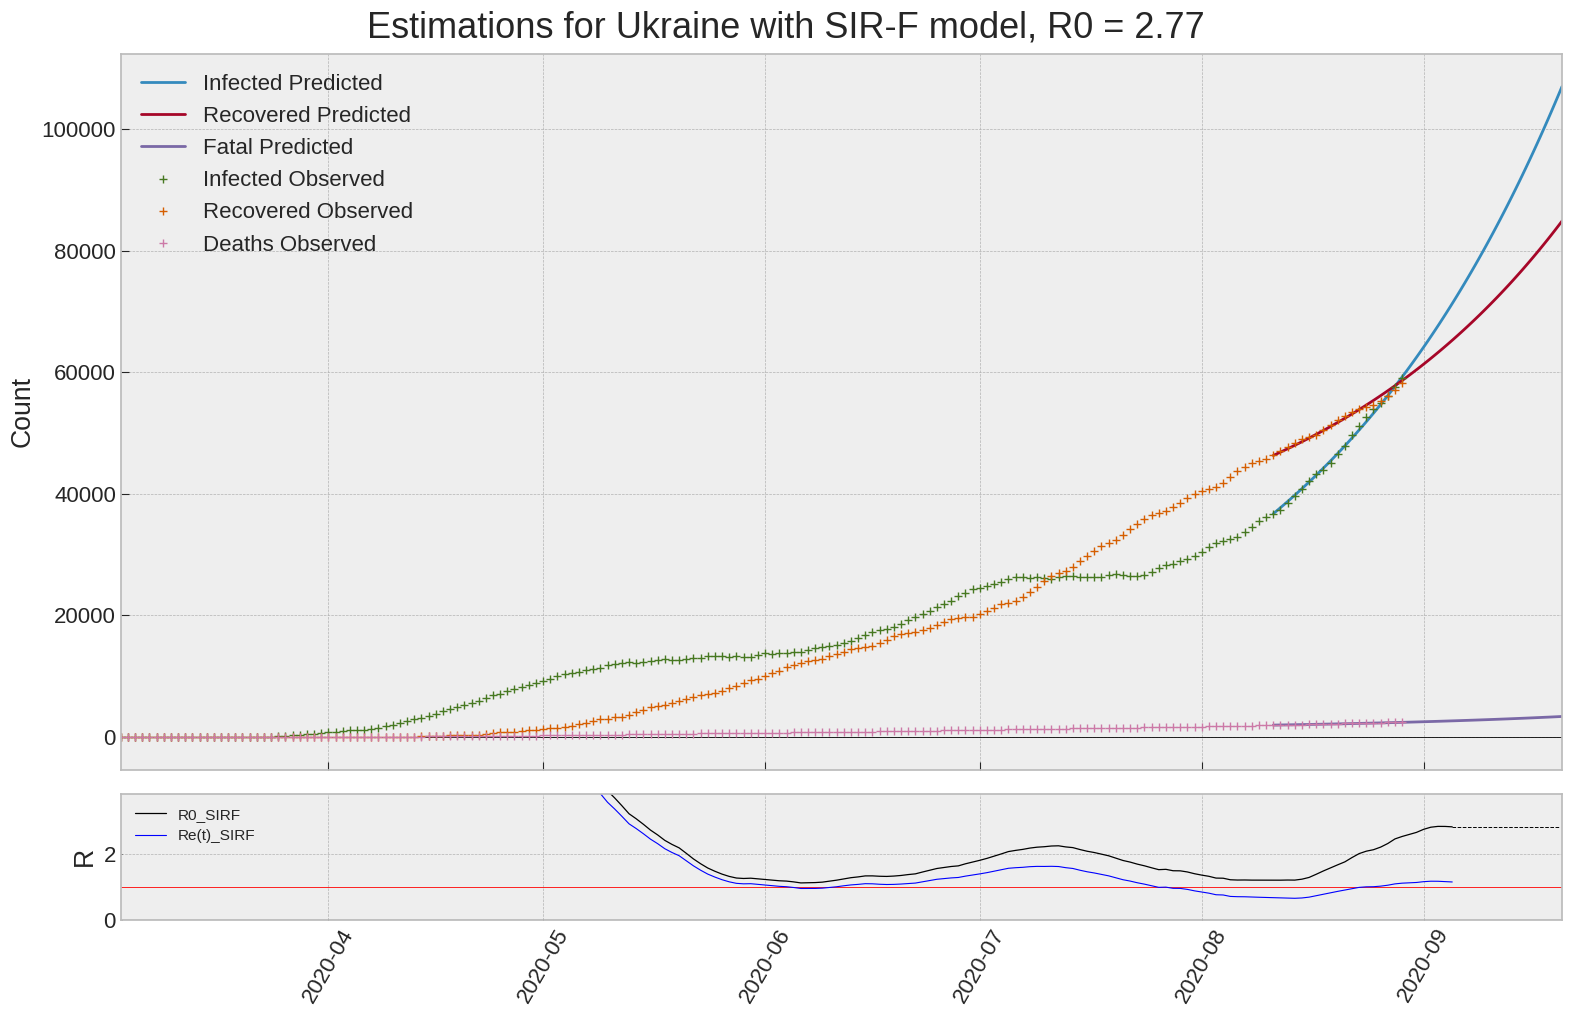 Estimations for Ukraine with SIR-F model, R0 = 2.77
Infected Predicted
Recovered Predicted
Fatal Predicted
Infected Observed
Recovered Observed
Deaths Observed
100000
80000
60000
40000
20000
0
Count
R0_SIRF
Re(t)_SIRF
2
0
R
2020-04
2020-05
2020-06
2020-07
2020-08
2020-09